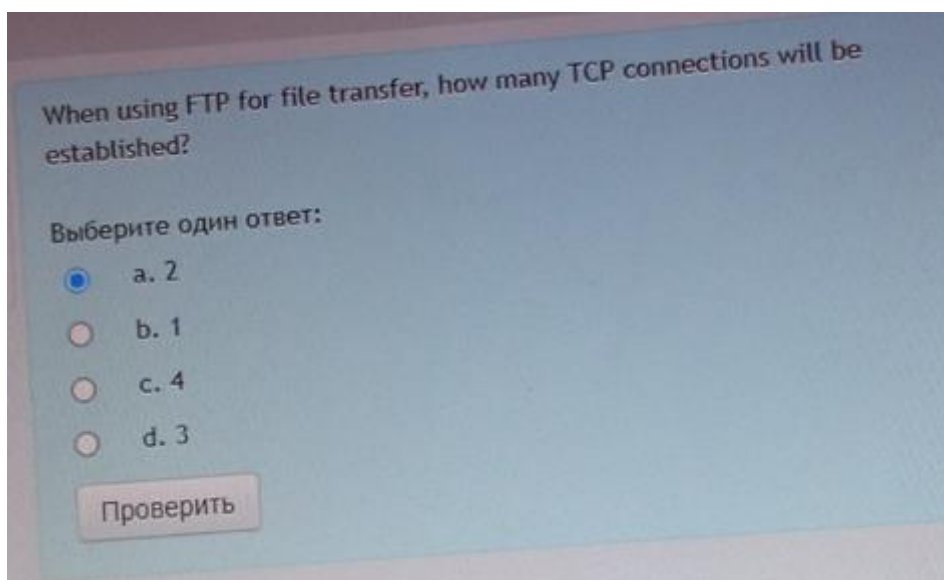 When using FTP for file transfer, how many TCP connections will be
established?
Выберите один ответ:
a. 2
b. 1
c. 4
d. 3
Проверить